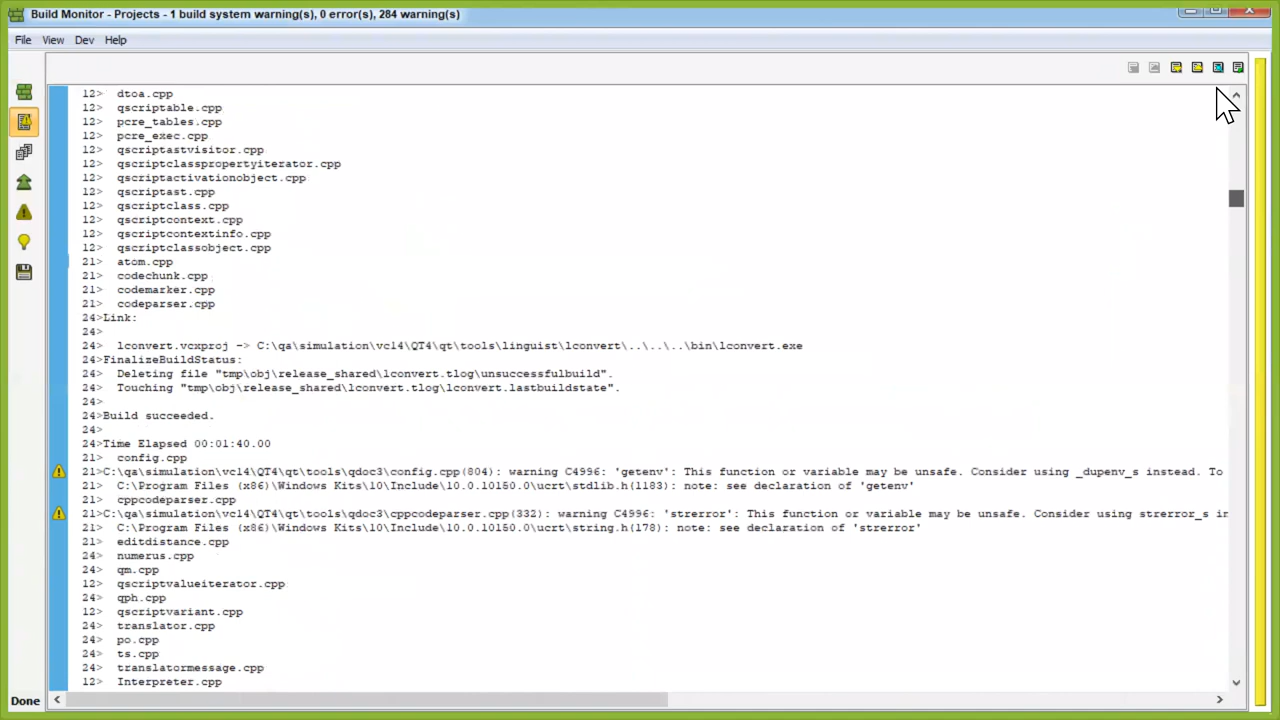 Build Monitor - Projects - 1 build system warning(s), 0 error(s), 284 warning(s)
File View Dev Help
12> dtoa.cpp
12> qscriptable.cpp
12> pcre_tables.cpp
12> pcre_exec.cpp
12> qscriptastvisitor.cpp
12> qscriptclasspropertyiterator.cpp
12> qscriptactivationobject.cpp
12> qscriptast.cpp
12> qscriptclass.cpp
12> qscriptcontext.cpp
12> qscriptcontextinfo.cpp
12> qscriptclassobject.cpp
21> atom.cpp
21> codechunk.cpp
21> codemarker.cpp
21> codeparser.cpp
24>Link:
24>
24> lconvert.vcxproj -> C:\qa\simulation\vc14\QT4\qt\tools\linguist\lconvert\..\..\..\bin\lconvert.exe
24>FinalizeBuildStatus:
24> Deleting file "tmp\obj\release_shared\lconvert.tlog\unsuccessfulbuild".
24> Touching "tmp\obj\release_shared\lconvert.tlog\lconvert.lastbuildstate".
24>
24>Build succeeded.
24>
24>Time Elapsed 00:01:40.00
21> config.cpp
21>C:\qa\simulation\vc14\QT4\qt\tools\qdoc3\config.cpp(804): warning C4996: 'getenv': This function or variable may be unsafe. Consider using _dupenv_s instead. To
21> C:\Program Files (x86)\Windows Kits\10\Include\10.0.10150.0\ucrt\stdlib.h(1183): note: see declaration of 'getenv'
21> cppcodeparser.cpp
21>C:\qa\simulation\vc14\QT4\qt\tools\qdoc3\cppcodeparser.cpp(332): warning C4996: 'strerror': This function or variable may be unsafe. Consider using strerror_s in
21> C:\Program Files (x86)\Windows Kits\10\Include\10.0.10150.0\ucrt\string.h(178): note: see declaration of 'strerror'
21> editdistance.cpp
24> numerus.cpp
24> qm.cpp
12> qscriptvalueiterator.cpp
24> qph.cpp
12> qscriptvariant.cpp
24> translator.cpp
24> po.cpp
24> ts.cpp
24> translatormessage.cpp
12> Interpreter.cpp
Done